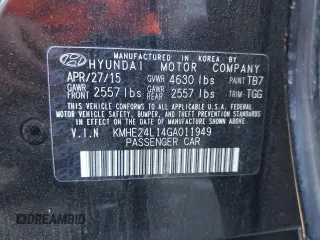 MANUFACTURED IN KOREA BY
HYUNDAI MOTOR COMPANY
APR/27/15 GVWR 4630 lbs PAINT TB7
GAWR FRONT 2557 lbs GAWR REAR 2557 lbs TRIM TGG
THIS VEHICLE CONFORMS TO ALL APPLICABLE
U.S. FEDERAL MOTOR VEHICLE SAFETY, BUMPER,
AND THEFT PREVENTION STANDARDS IN EFFECT ON
THE DATE OF MANUFACTURE SHOWN ABOVE.
V.I.N KMHE24L14GA011949
PASSENGER CAR
DREAMBID